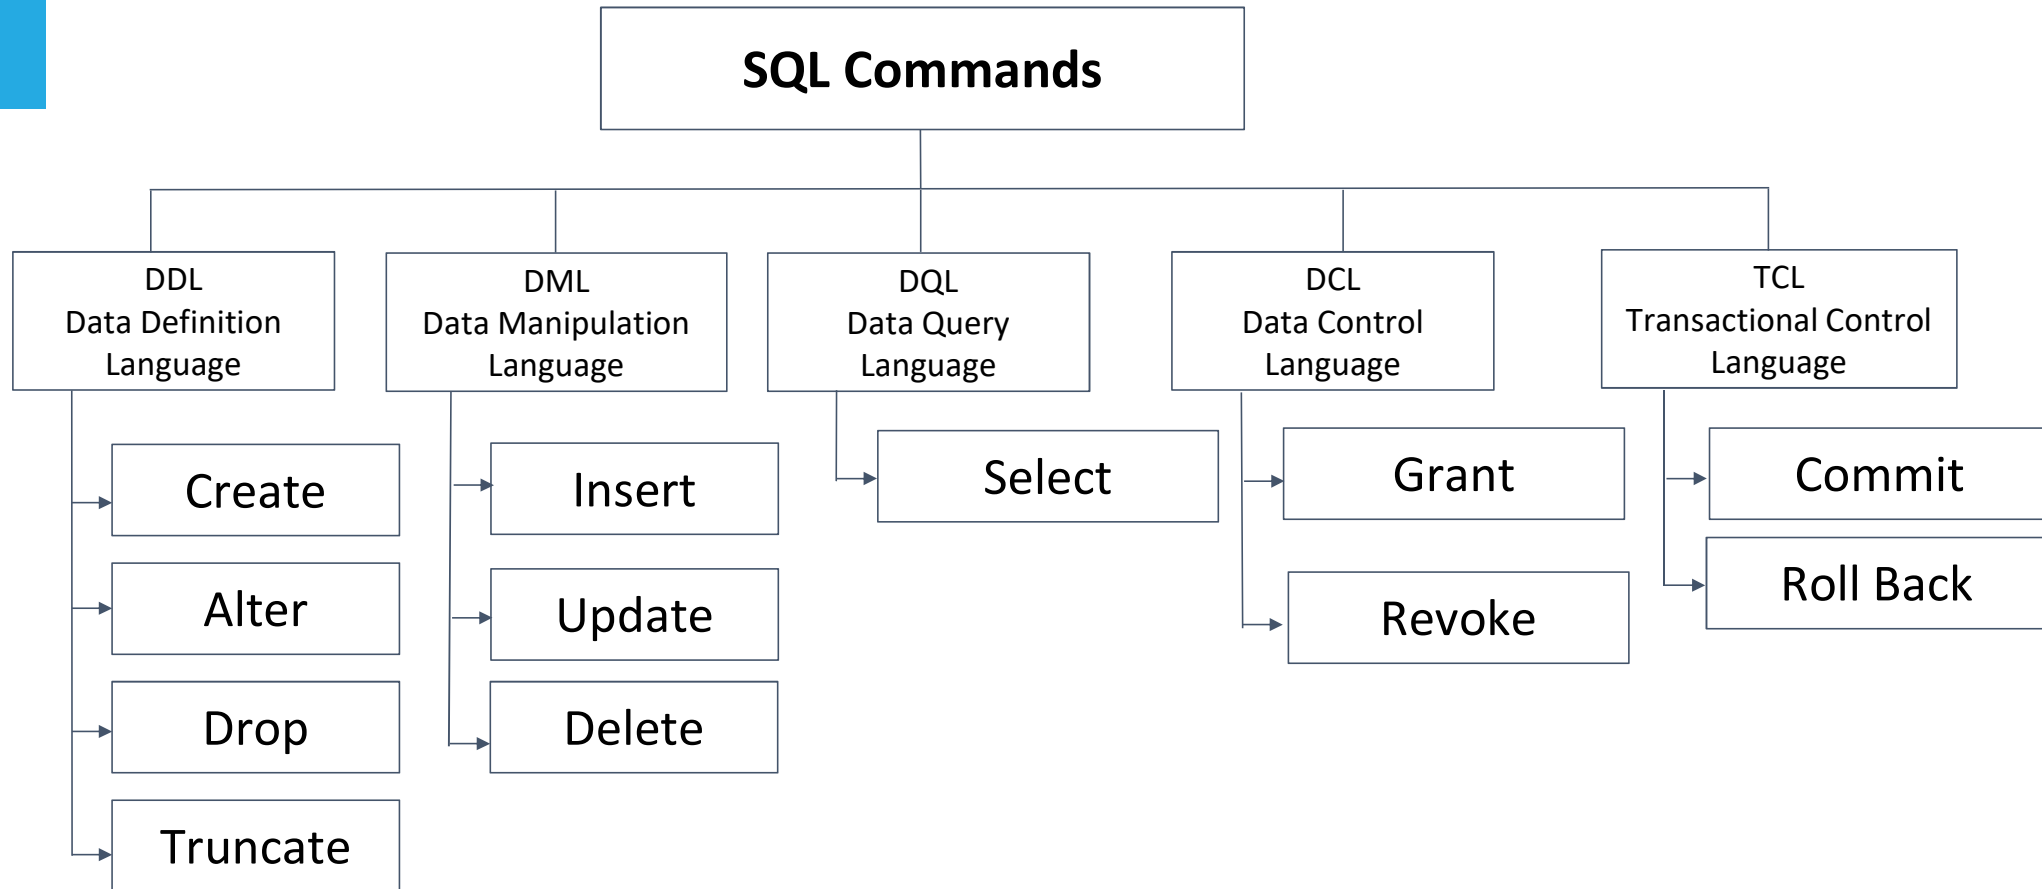 SQL Commands
DDL
Data Definition
Language
DML
Data Manipulation
Language
DQL
Data Query
Language
DCL
Data Control
Language
TCL
Transactional Control
Language
Create
Alter
Drop
Truncate
Insert
Update
Delete
Select
Grant
Revoke
Commit
Roll Back